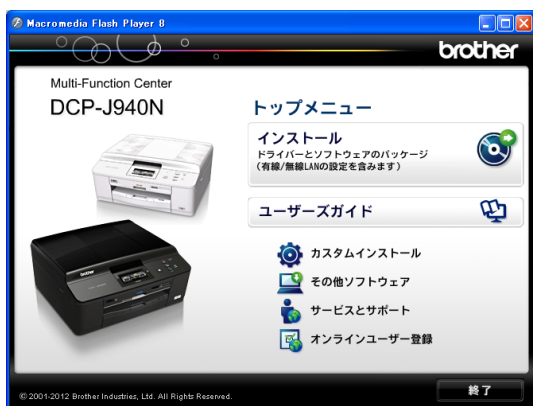 Macromedia Flash Player 8
brother
Multi-Function Center
DCP-J940N
トップメニュー
インストール
ドライバーとソフトウェアのパッケージ
(有線/無線LANの設定を含みます)
ユーザーズガイド
カスタムインストール
その他ソフトウェア
サービスとサポート
オンラインユーザー登録
© 2001-2012 Brother Industries, Ltd. All Rights Reserved.
終了